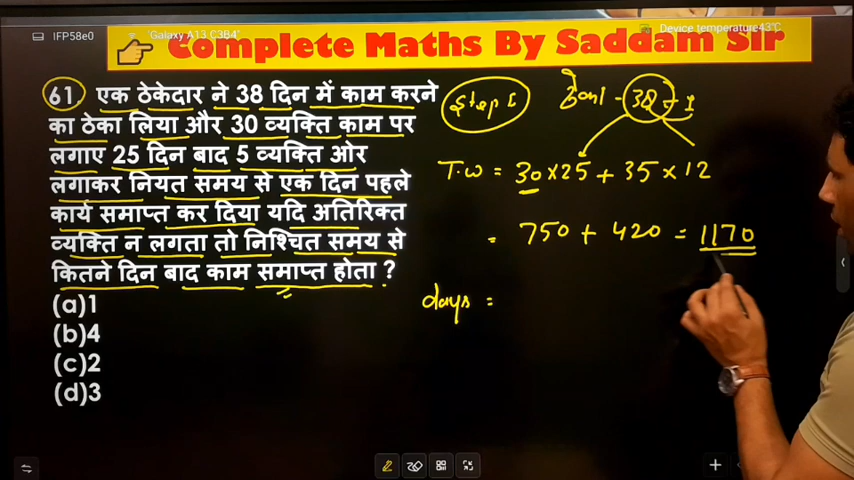 IFP58e0
Galaxy A13 C3B4
Device temperature43°C
Complete Maths By Saddam Sir
61. एक ठेकेदार ने 38 दिन में काम करने
का ठेका लिया और 30 व्यक्ति काम पर
लगाए 25 दिन बाद 5 व्यक्ति ओर
लगाकर नियत समय से एक दिन पहले
कार्य समाप्त कर दिया यदि अतिरिक्त
व्यक्ति न लगता तो निश्चित समय से
कितने दिन बाद काम समाप्त होता ?
(a)1
(b)4
(c)2
(d)3
Step I
38 - 1
T.W = 30×25 + 35×12
= 750 + 420 = 1170
days =